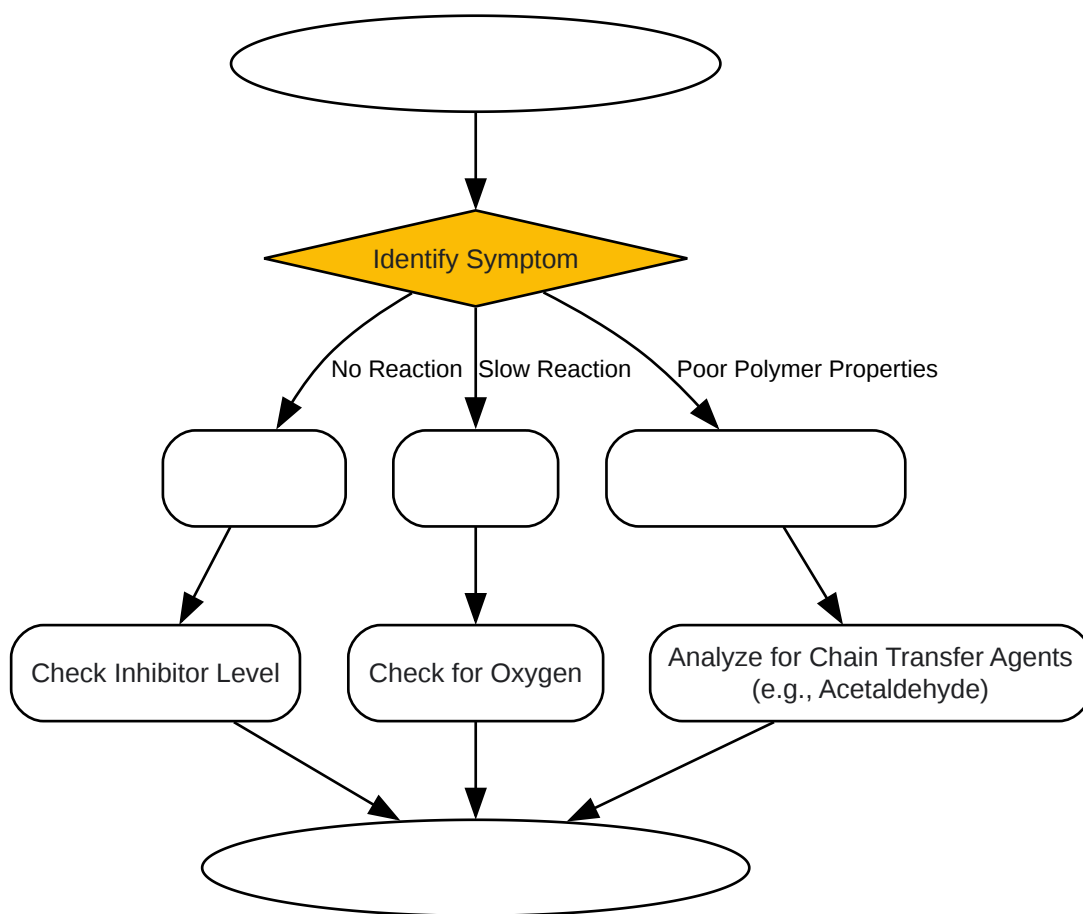 Identify Symptom
No Reaction
Slow Reaction
Poor Polymer Properties
Check Inhibitor Level
Check for Oxygen
Analyze for Chain Transfer Agents
(e.g., Acetaldehyde)